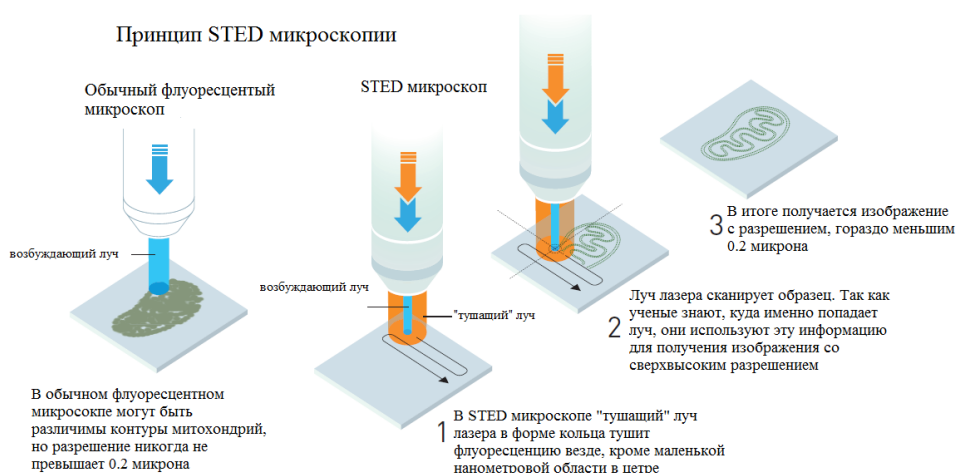 Принцип STED микроскопии
Обычный флуоресцентый
микроскоп
возбуждающий луч
В обычном флуоресцентном
микросокпе могут быть
различимы контуры митохондрий,
но разрешение никогда не
превышает 0.2 микрона
STED микроскоп
возбуждающий луч
"тушащий" луч
1
В STED микроскопе "тушащий" луч
лазера в форме кольца тушит
флуоресценцию везде, кроме маленькой
нанометровой области в цетре
2
Луч лазера сканирует образец. Так как
ученые знают, куда именно попадает
луч, они используют эту информацию
для получения изображения со
сверхвысоким разрешением
3
В итоге получается изображение
с разрешением, гораздо меньшим
0.2 микрона